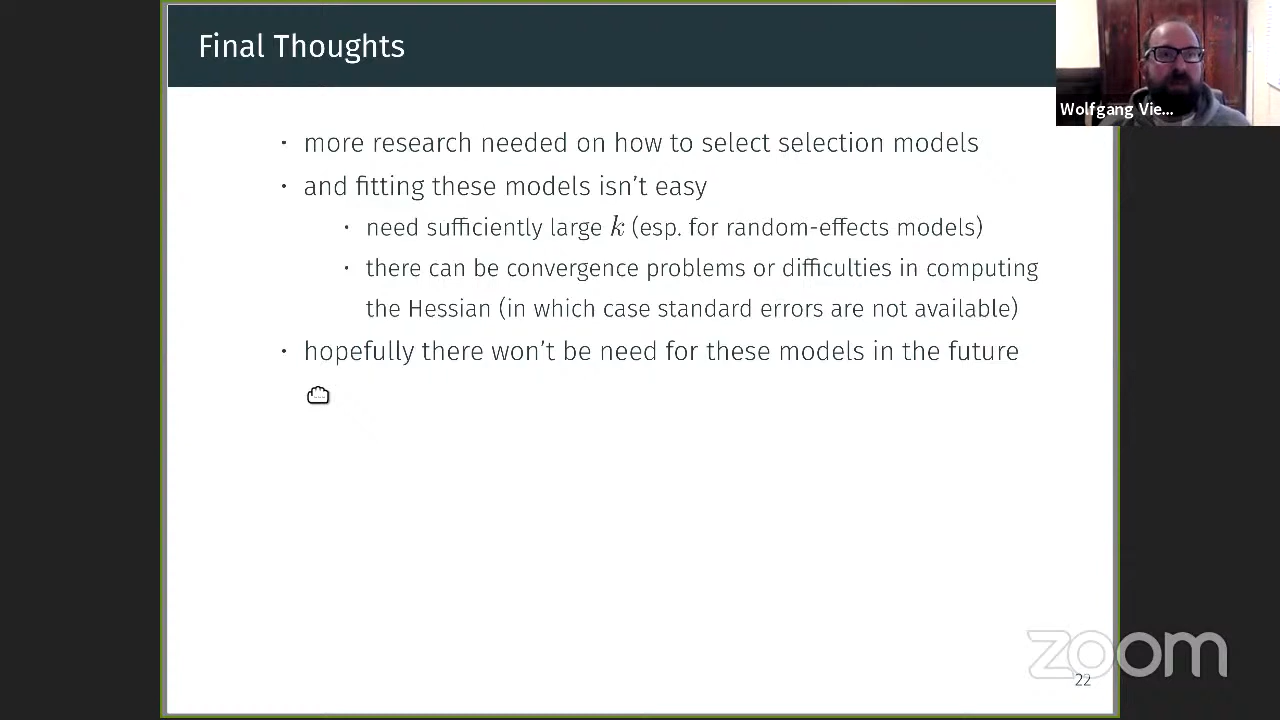 Final Thoughts
Wolfgang Vie...
· more research needed on how to select selection models
· and fitting these models isn't easy
· need sufficiently large k (esp. for random-effects models)
· there can be convergence problems or difficulties in computing
the Hessian (in which case standard errors are not available)
· hopefully there won't be need for these models in the future
zoom
22